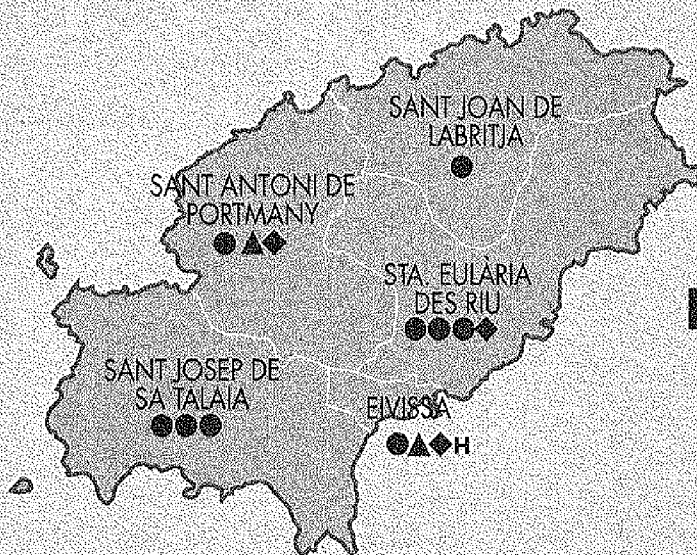 SANT JOAN DE
LABRITJA
SANT ANTONI DE
PORTMANY
STA. EULÀRIA
DES RIU
SANT JOSEP DE
SA TALAIA
EIVISSA
H